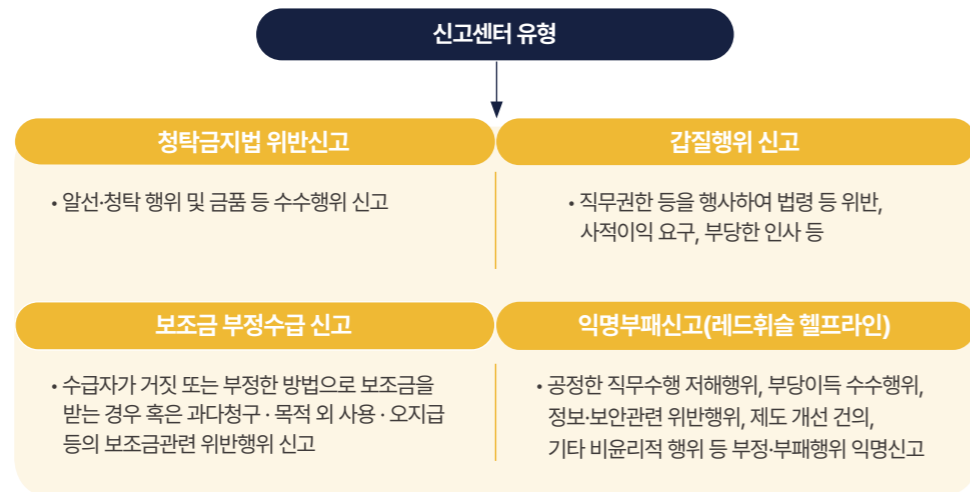 신고센터 유형
청탁금지법 위반신고
• 알선·청탁 행위 및 금품 등 수수행위 신고
갑질행위 신고
• 직무권한 등을 행사하여 법령 등 위반,
사적이익 요구, 부당한 인사 등
보조금 부정수급 신고
• 수급자가 거짓 또는 부정한 방법으로 보조금을
받는 경우 혹은 과다청구 · 목적 외 사용 · 오지급
등의 보조금관련 위반행위 신고
익명부패신고(레드휘슬 헬프라인)
• 공정한 직무수행 저해행위, 부당이득 수수행위,
정보·보안관련 위반행위, 제도 개선 건의,
기타 비윤리적 행위 등 부정·부패행위 익명신고